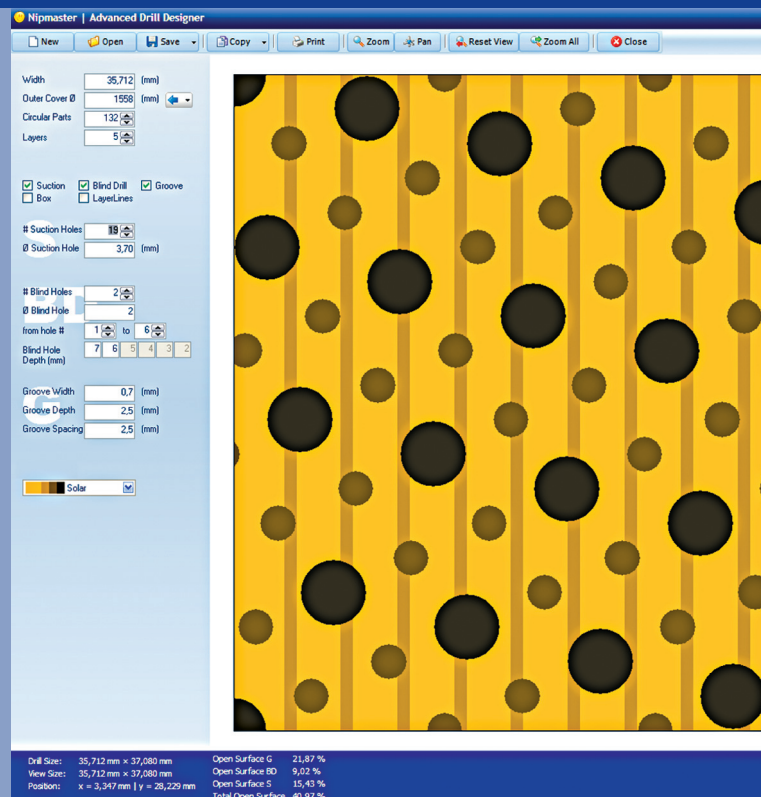 Nipmaster | Advanced Drill Designer
New Open Save Copy Print Zoom Pan Reset View Zoom All Close
Width 35,712 (mm)
Outer Cover Ø 1558 (mm)
Circular Parts 132
Layers 5
Suction Blind Drill Groove
Box LayerLines
S
# Suction Holes 19
Ø Suction Hole 3,70 (mm)
BD
# Blind Holes 2
Ø Blind Hole 2
from hole # 1 to 6
Blind Hole 7 6 5 4 3 2
Depth (mm)
G
Groove Width 0,7 (mm)
Groove Depth 2,5 (mm)
Groove Spacing 2,5 (mm)
Solar
Drill Size: 35,712 mm × 37,080 mm Open Surface G 21,87 %
View Size: 35,712 mm × 37,080 mm Open Surface BD 9,02 %
Position: x = 3,347 mm | y = 28,229 mm Open Surface S 15,43 %
Total Open Surface 40,97 %